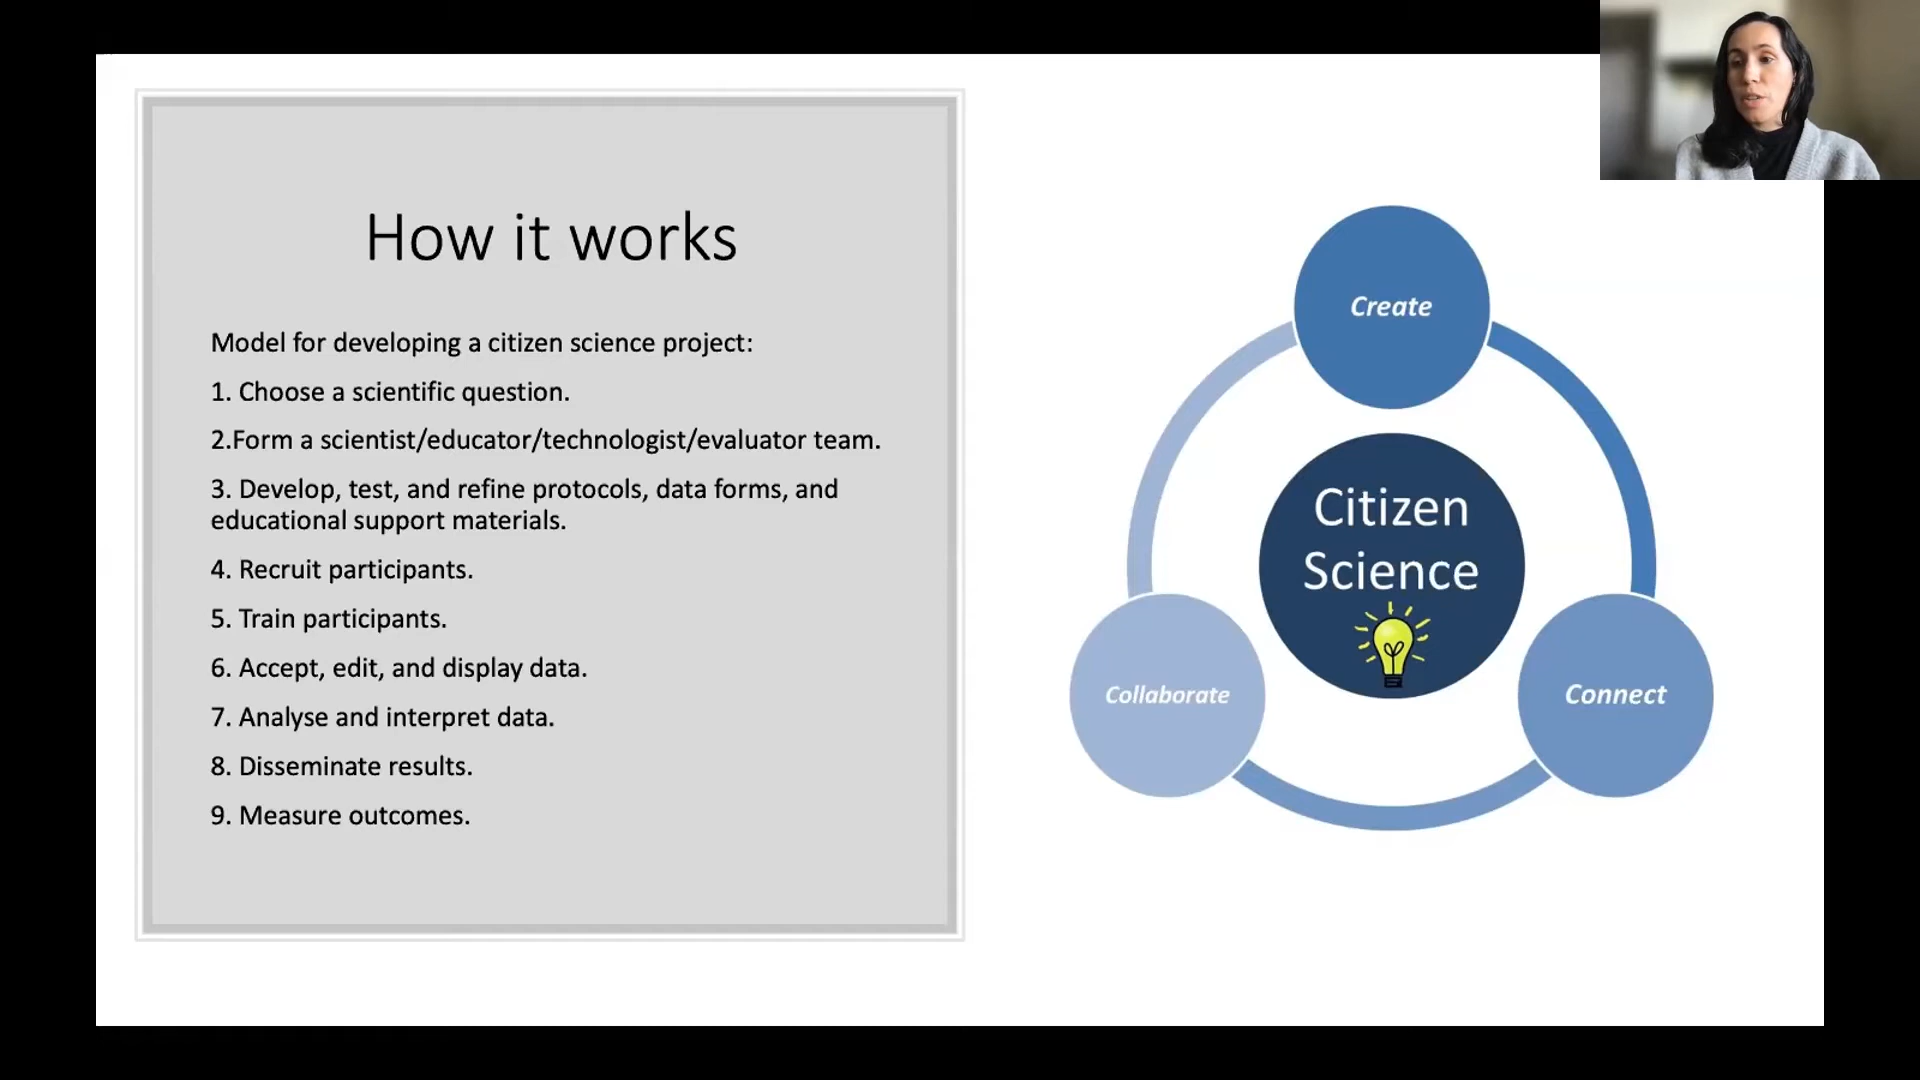 How it works
Model for developing a citizen science project:
1. Choose a scientific question.
2.Form a scientist/educator/technologist/evaluator team.
3. Develop, test, and refine protocols, data forms, and
educational support materials.
4. Recruit participants.
5. Train participants.
6. Accept, edit, and display data.
7. Analyse and interpret data.
8. Disseminate results.
9. Measure outcomes.
Create
Citizen
Science
Collaborate
Connect